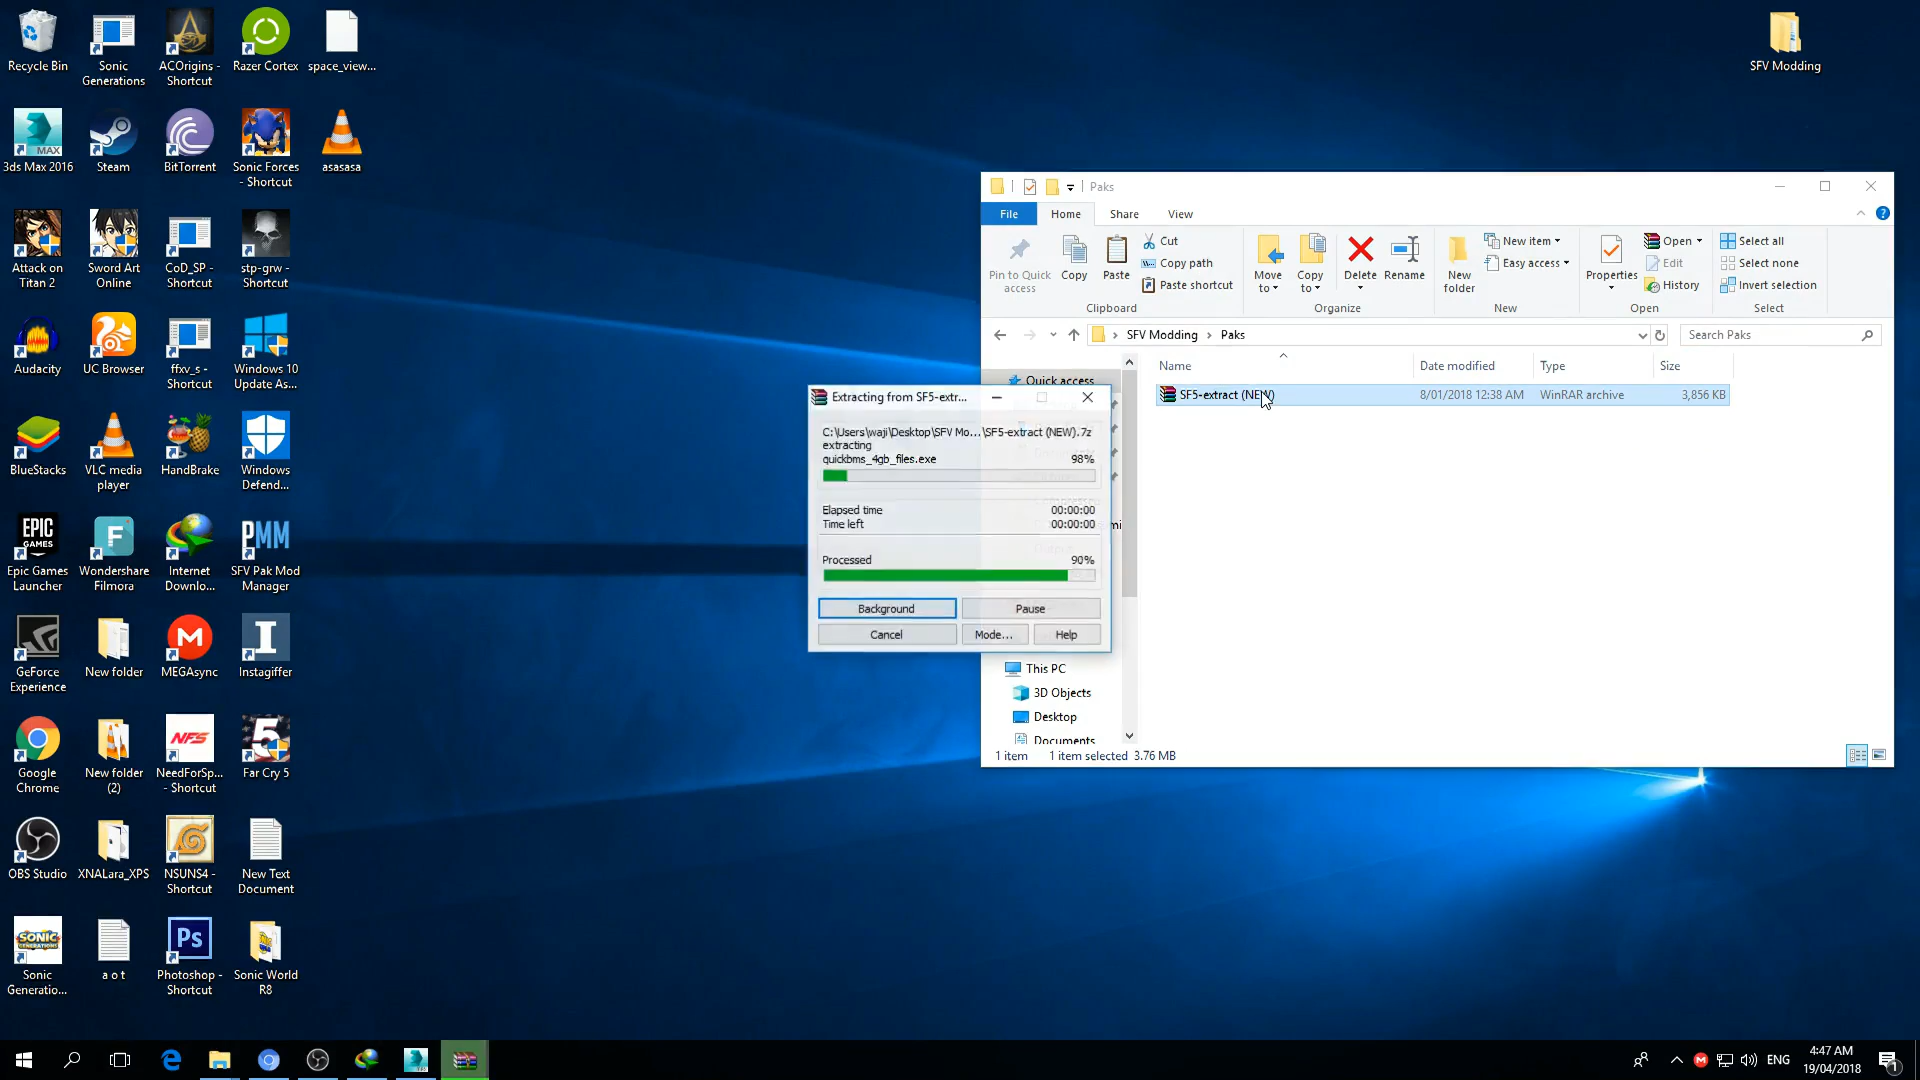 Recycle Bin
Sonic
Generations
ACOrigins -
Shortcut
Razer Cortex
space_view...
SFV Modding
MAX
3ds Max 2016
Steam
BitTorrent
Sonic Forces
- Shortcut
asasasa
Attack on
Titan 2
Sword Art
Online
CoD_SP -
Shortcut
stp-grw -
Shortcut
Audacity
UC Browser
ffxv_s -
Shortcut
Windows 10
Update As...
BlueStacks
VLC media
player
HandBrake
Windows
Defend...
EPIC
GAMES
Epic Games
Launcher
Wondershare
Filmora
Internet
Downlo...
PMM
SFV Pak Mod
Manager
GeForce
Experience
New folder
MEGAsync
Instagiffer
Google
Chrome
New folder
(2)
NFS
NeedForSp...
- Shortcut
5
Far Cry 5
OBS Studio
XNALara_XPS
NSUNS4 -
Shortcut
New Text
Document
SONIC
GENERATIONS
Sonic
Generatio...
a o t
Ps
Photoshop -
Shortcut
Sonic World
R8
Paks
File
Home
Share
View
Pin to Quick
access
Copy
Paste
Cut
Copy path
Paste shortcut
Clipboard
Move
to
Copy
to
Delete
Rename
Organize
New
folder
New item
Easy access
New
Properties
Open
Edit
History
Open
Select all
Select none
Invert selection
Select
SFV Modding
Paks
Search Paks
Name
Date modified
Type
Size
Quick access
SF5-extract (NEW)
8/01/2018 12:38 AM
WinRAR archive
3,856 KB
This PC
3D Objects
Desktop
Documents
1 item
1 item selected 3.76 MB
Extracting from SF5-extr...
C:\Users\waji\Desktop\SFV Mo...\SF5-extract (NEW).7z
extracting
quickbms_4gb_files.exe
98%
Elapsed time
00:00:00
Time left
00:00:00
Processed
90%
Background
Pause
Cancel
Mode...
Help
ENG
4:47 AM
19/04/2018
1